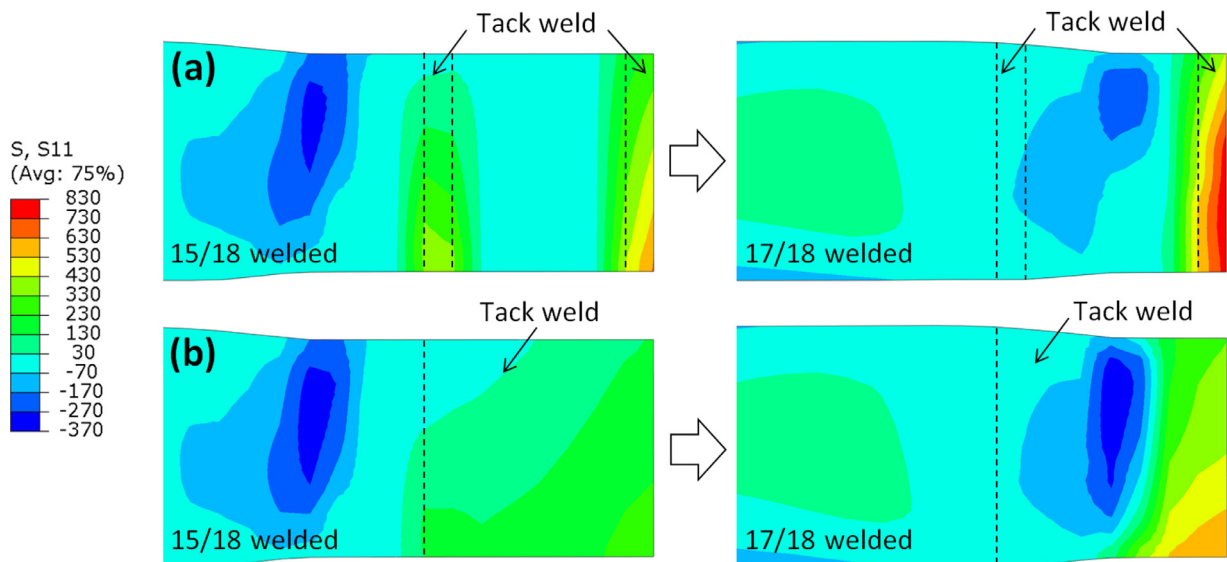 Tack weld
Tack weld
(a)
S, S11
(Avg: 75%)
830
730
630
530
430
330
230
130
30
-70
-170
-270
-370
15/18 welded
17/18 welded
Tack weld
Tack weld
(b)
15/18 welded
17/18 welded